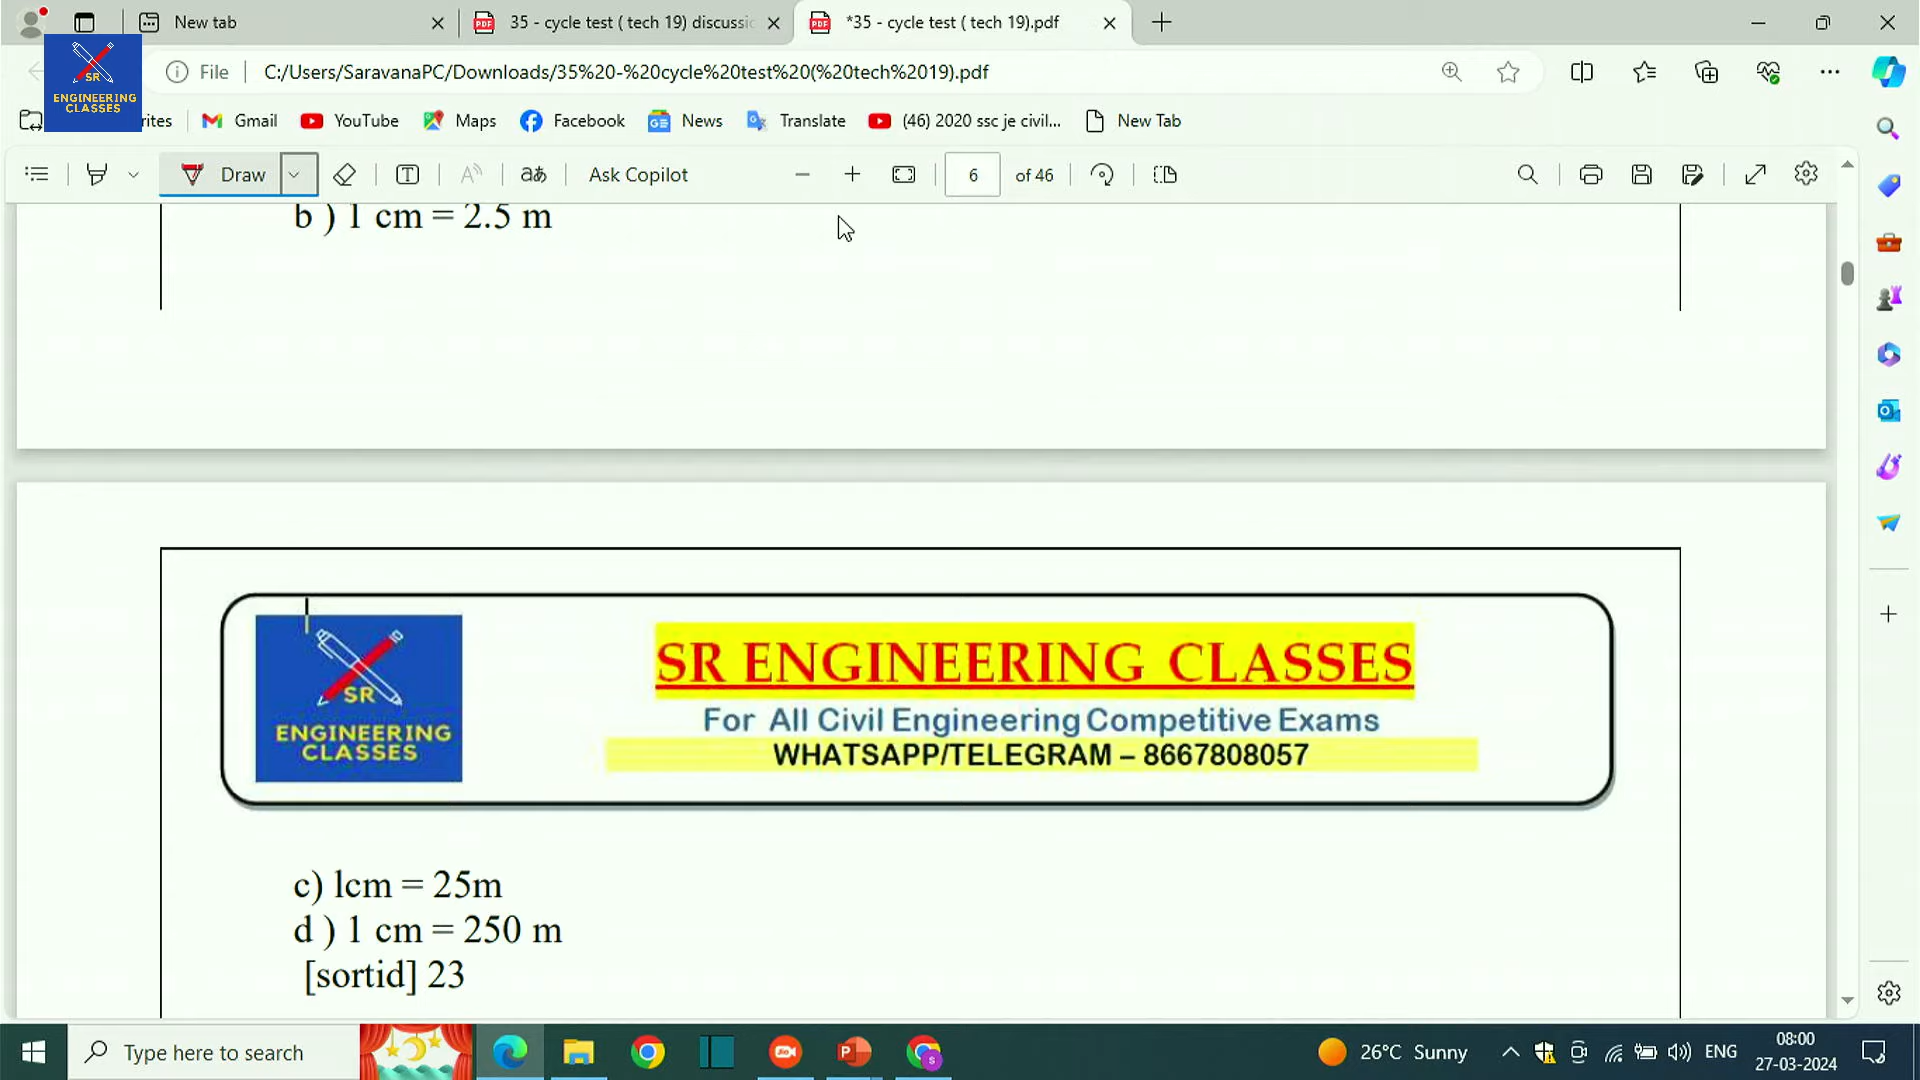 New tab
35 - cycle test ( tech 19) discussi
*35 - cycle test ( tech 19).pdf
File
C:/Users/SaravanaPC/Downloads/35%20-%20cycle%20test%20(%20tech%2019).pdf
SR
ENGINEERING
CLASSES
rites
Gmail
YouTube
Maps
Facebook
News
Translate
(46) 2020 ssc je civil...
New Tab
Draw
Ask Copilot
6
of 46
b ) 1 cm = 2.5 m
SR
ENGINEERING
CLASSES
SR ENGINEERING CLASSES
For All Civil Engineering Competitive Exams
WHATSAPP/TELEGRAM – 8667808057
c) lcm = 25m
d ) 1 cm = 250 m
[sortid] 23
Type here to search
26°C Sunny
ENG
08:00
27-03-2024